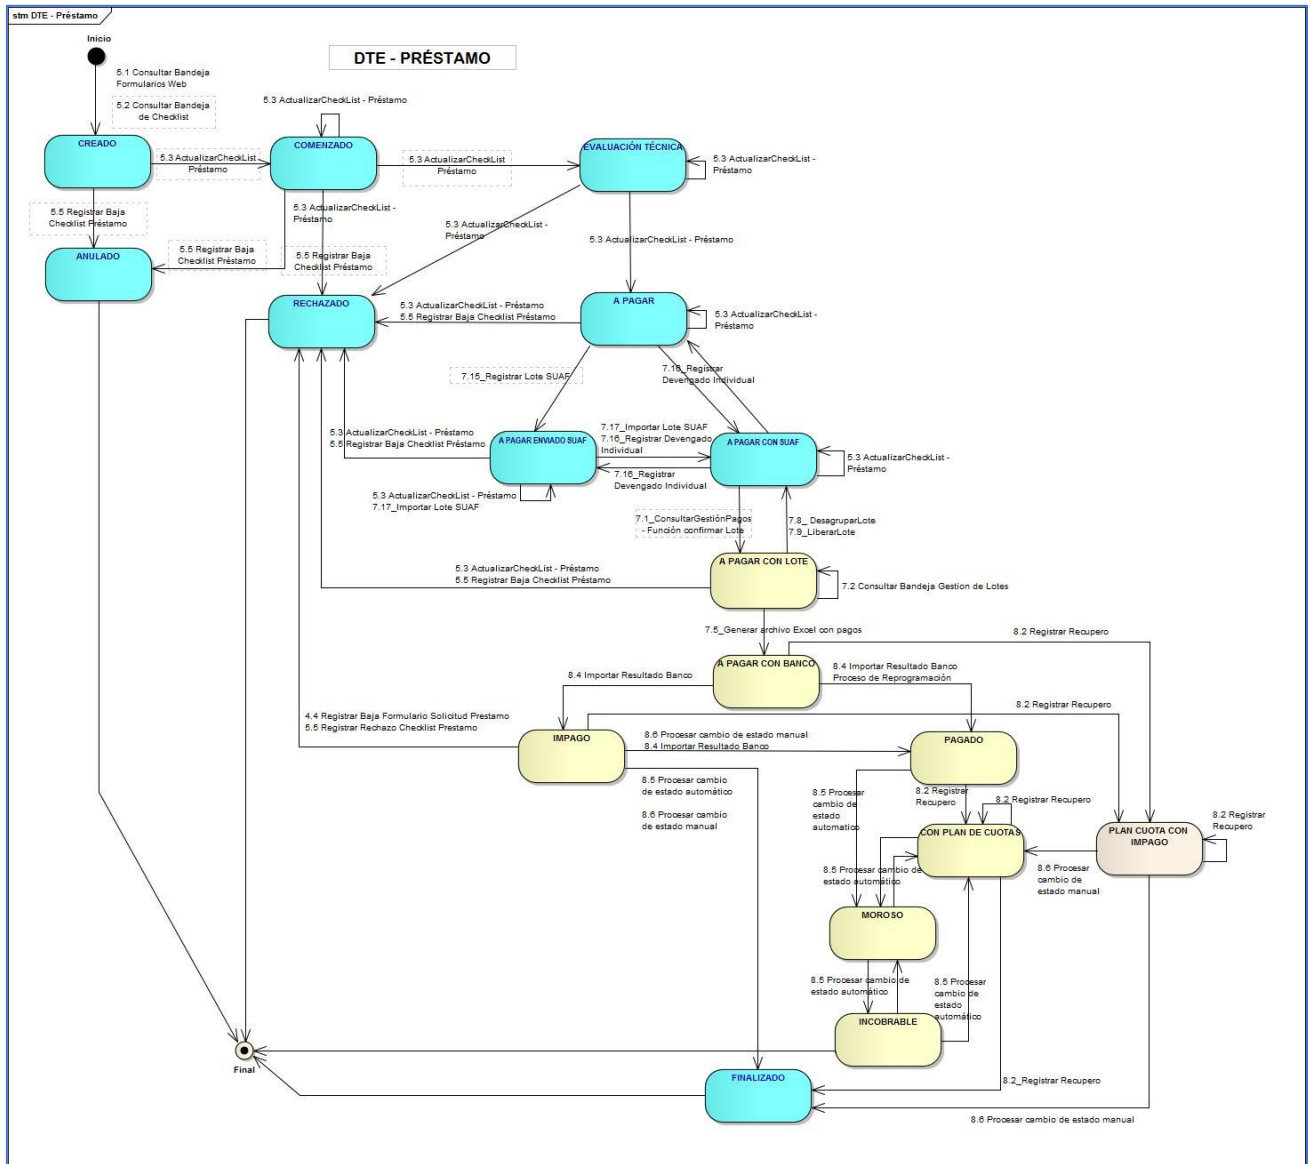 stm DTE - Préstamo
Inicio
DTE - PRÉSTAMO
5.1 Consultar Bandeja
Formularios Web
5.2 Consultar Bandeja
de Checklist
5.3 ActualizarCheckList - Préstamo
CREADO
COMENZADO
EVALUACIÓN TÉCNICA
5.3 ActualizarCheckList
Préstamo
5.3 ActualizarCheckList
Préstamo
5.3 ActualizarCheckList -
Préstamo
5.5 Registrar Baja
Checklist Préstamo
5.3 ActualizarCheckList -
Préstamo
5.3 ActualizarCheckList -
Préstamo
5.3 ActualizarCheckList - Préstamo
ANULADO
5.5 Registrar Baja
Checklist Préstamo
5.5 Registrar Baja
Checklist Préstamo
RECHAZADO
5.3 ActualizarCheckList - Préstamo
5.5 Registrar Baja Checklist Préstamo
A PAGAR
5.3 ActualizarCheckList -
Préstamo
7.15_Registrar Lote SUAF
7.16_Registrar
Devengado Individual
5.3 ActualizarCheckList - Préstamo
5.5 Registrar Baja Checklist Préstamo
A PAGAR ENVIADO SUAF
7.17_Importar Lote SUAF
7.16_Registrar Devengado
Individual
A PAGAR CON SUAF
5.3 ActualizarCheckList -
Préstamo
7.16_Registrar
Devengado Individual
5.3 ActualizarCheckList - Préstamo
7.17_Importar Lote SUAF
7.1_ConsultarGestiónPagos
- Función confirmar Lote
7.8_ DesagruparLote
7.9_LiberarLote
5.3 ActualizarCheckList - Préstamo
5.5 Registrar Baja Checklist Préstamo
A PAGAR CON LOTE
7.2 Consultar Bandeja Gestion de Lotes
7.5_Generar archivo Excel con pagos
8.2 Registrar Recupero
A PAGAR CON BANCO
8.4 Importar Resultado Banco
8.4 Importar Resultado Banco
Proceso de Reprogramación
4.4 Registrar Baja Formulario Solicitud Prestamo
5.5 Registrar Rechazo Checklist Prestamo
8.2 Registrar Recupero
IMPAGO
8.6 Procesar cambio de estado manual
8.4 Importar Resultado Banco
PAGADO
8.5 Procesar cambio
de estado automático
8.6 Procesar cambio
de estado manual
8.5 Procesar
cambio de
estado
automatico
8.2 Registrar
Recupero
8.2 Registrar Recupero
CON PLAN DE CUOTAS
PLAN CUOTA CON
IMPAGO
8.2 Registrar
Recupero
8.5 Procesar cambio de
estado automático
8.6 Procesar
cambio de
estado manual
MOROSO
8.5 Procesar cambio de
estado automático
8.5 Procesar
cambio de
estado
automático
INCOBRABLE
Final
FINALIZADO
8.2_Registrar Recupero
8.6 Procesar cambio de estado manual